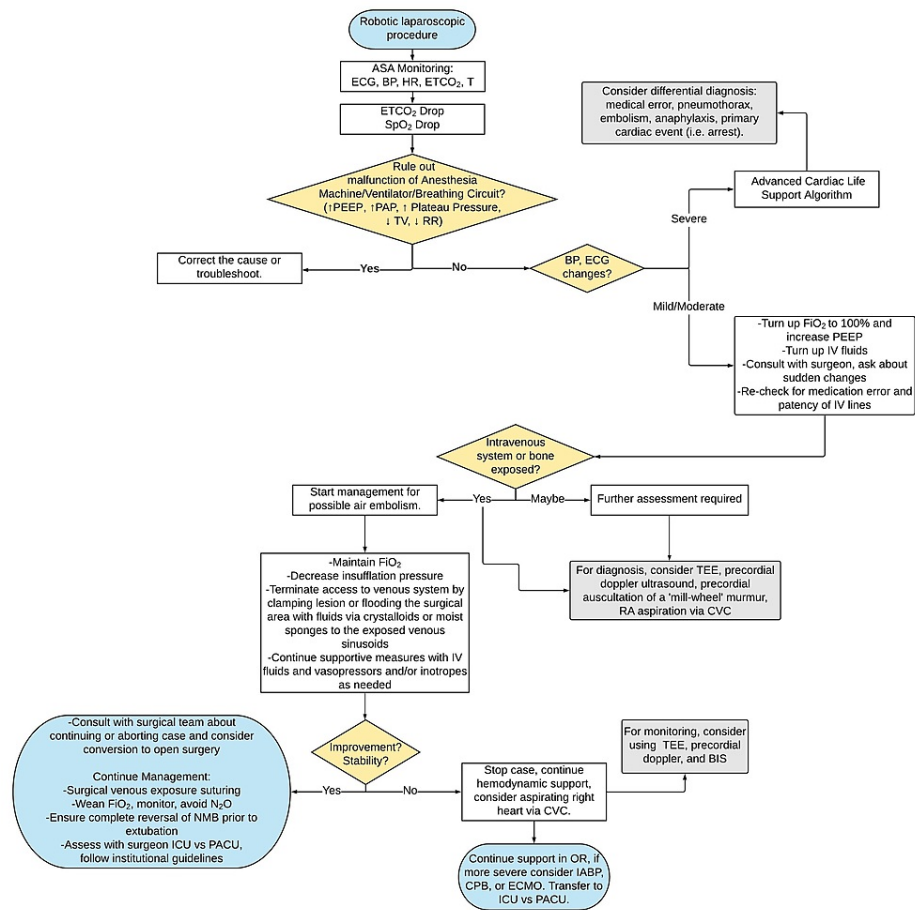 Robotic laparoscopic
procedure
ASA Monitoring:
ECG, BP, HR, ETCO₂, T
ETCO₂ Drop
SpO₂ Drop
Rule out
malfunction of Anesthesia
Machine/Ventilator/Breathing Circuit?
(↑PEEP, ↑PAP, ↑ Plateau Pressure,
↓ TV, ↓ RR)
Consider differential diagnosis:
medical error, pneumothorax,
embolism, anaphylaxis, primary
cardiac event (i.e. arrest).
Advanced Cardiac Life
Support Algorithm
Severe
Correct the cause or
troubleshoot.
Yes
No
BP, ECG
changes?
Mild/Moderate
-Turn up FiO₂ to 100% and
increase PEEP
-Turn up IV fluids
-Consult with surgeon, ask about
sudden changes
-Re-check for medication error and
patency of IV lines
Intravenous
system or bone
exposed?
Start management for
possible air embolism.
Yes
Maybe
Further assessment required
-Maintain FiO₂
-Decrease insufflation pressure
-Terminate access to venous system by
clamping lesion or flooding the surgical
area with fluids via crystalloids or moist
sponges to the exposed venous
sinusoids
-Continue supportive measures with IV
fluids and vasopressors and/or inotropes
as needed
For diagnosis, consider TEE, precordial
doppler ultrasound, precordial
auscultation of a 'mill-wheel' murmur,
RA aspiration via CVC
-Consult with surgical team about
continuing or aborting case and consider
conversion to open surgery
Continue Management:
-Surgical venous exposure suturing
-Wean FiO₂, monitor, avoid N₂O
-Ensure complete reversal of NMB prior to
extubation
-Assess with surgeon ICU vs PACU,
follow institutional guidelines
Improvement?
Stability?
Yes
No
Stop case, continue
hemodynamic support,
consider aspirating right
heart via CVC.
For monitoring, consider
using TEE, precordial
doppler, and BIS
Continue support in OR, if
more severe consider IABP,
CPB, or ECMO. Transfer to
ICU vs PACU.